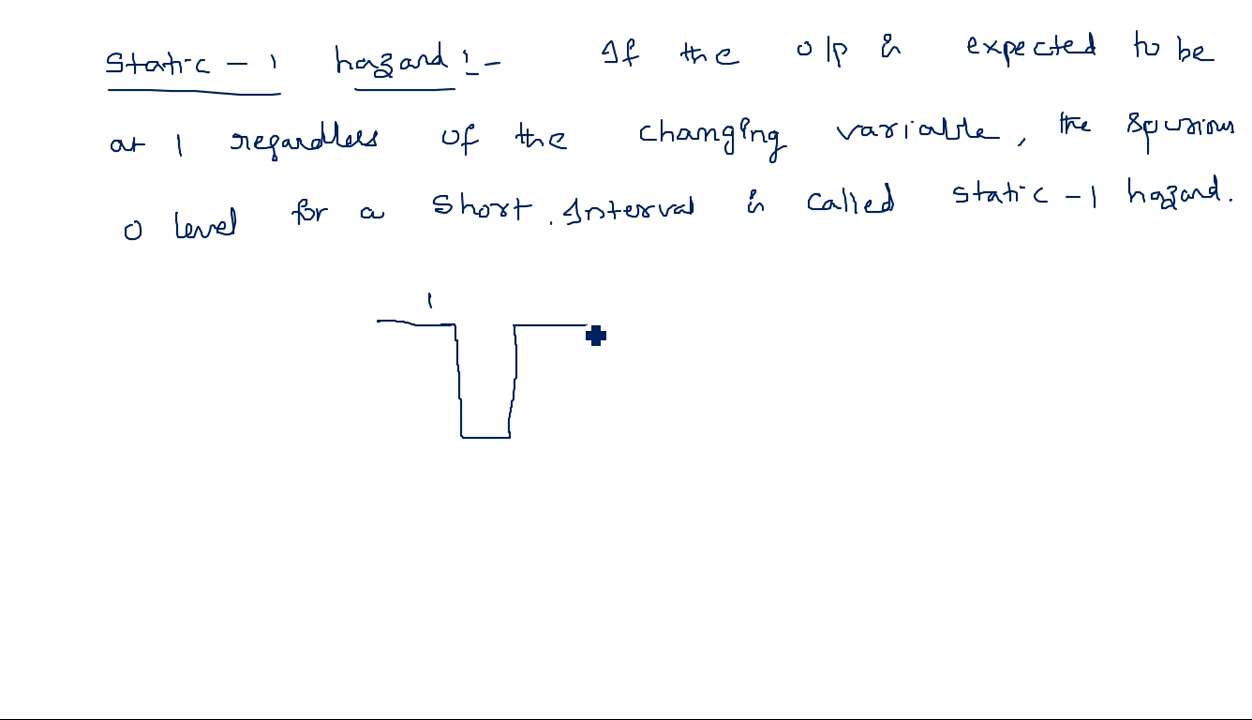 Static - 1 hazard :- If the o/p is expected to be
at 1 regardless of the changing variable, the spurious
0 level for a short Interval is called static-1 hazard.
1